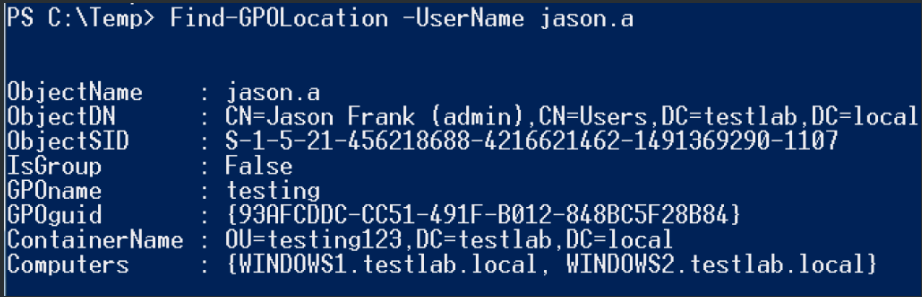 PS C:\Temp> Find-GPOLocation -UserName jason.a
ObjectName : jason.a
ObjectDN : CN=Jason Frank (admin),CN=Users,DC=testlab,DC=local
ObjectSID : S-1-5-21-456218688-4216621462-1491369290-1107
IsGroup : False
GPOname : testing
GPOguid : {93AFCDDC-CC51-491F-B012-848BC5F28B84}
ContainerName : OU=testing123,DC=testlab,DC=local
Computers : {WINDOWS1.testlab.local, WINDOWS2.testlab.local}